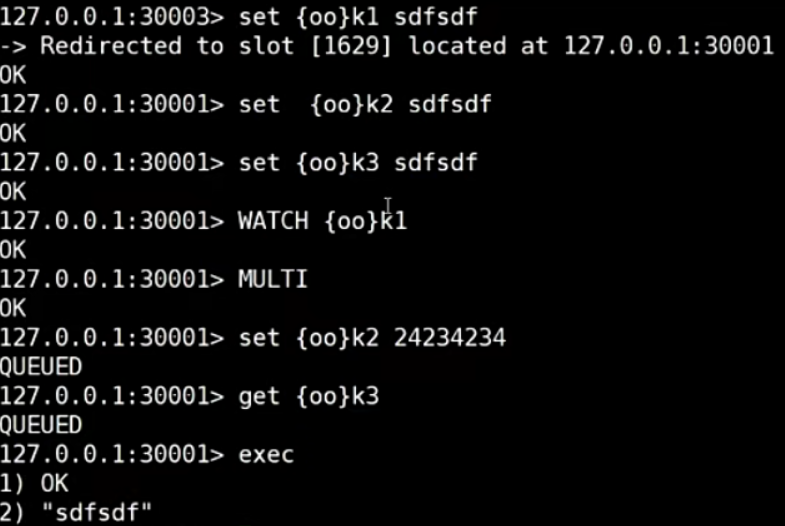 127.0.0.1:30003> set {oo}k1 sdfsdf
-> Redirected to slot [1629] located at 127.0.0.1:30001
OK
127.0.0.1:30001> set  {oo}k2 sdfsdf
OK
127.0.0.1:30001> set {oo}k3 sdfsdf
OK
127.0.0.1:30001> WATCH {oo}k1
OK
127.0.0.1:30001> MULTI
OK
127.0.0.1:30001> set {oo}k2 24234234
QUEUED
127.0.0.1:30001> get {oo}k3
QUEUED
127.0.0.1:30001> exec
1) OK
2) "sdfsdf"